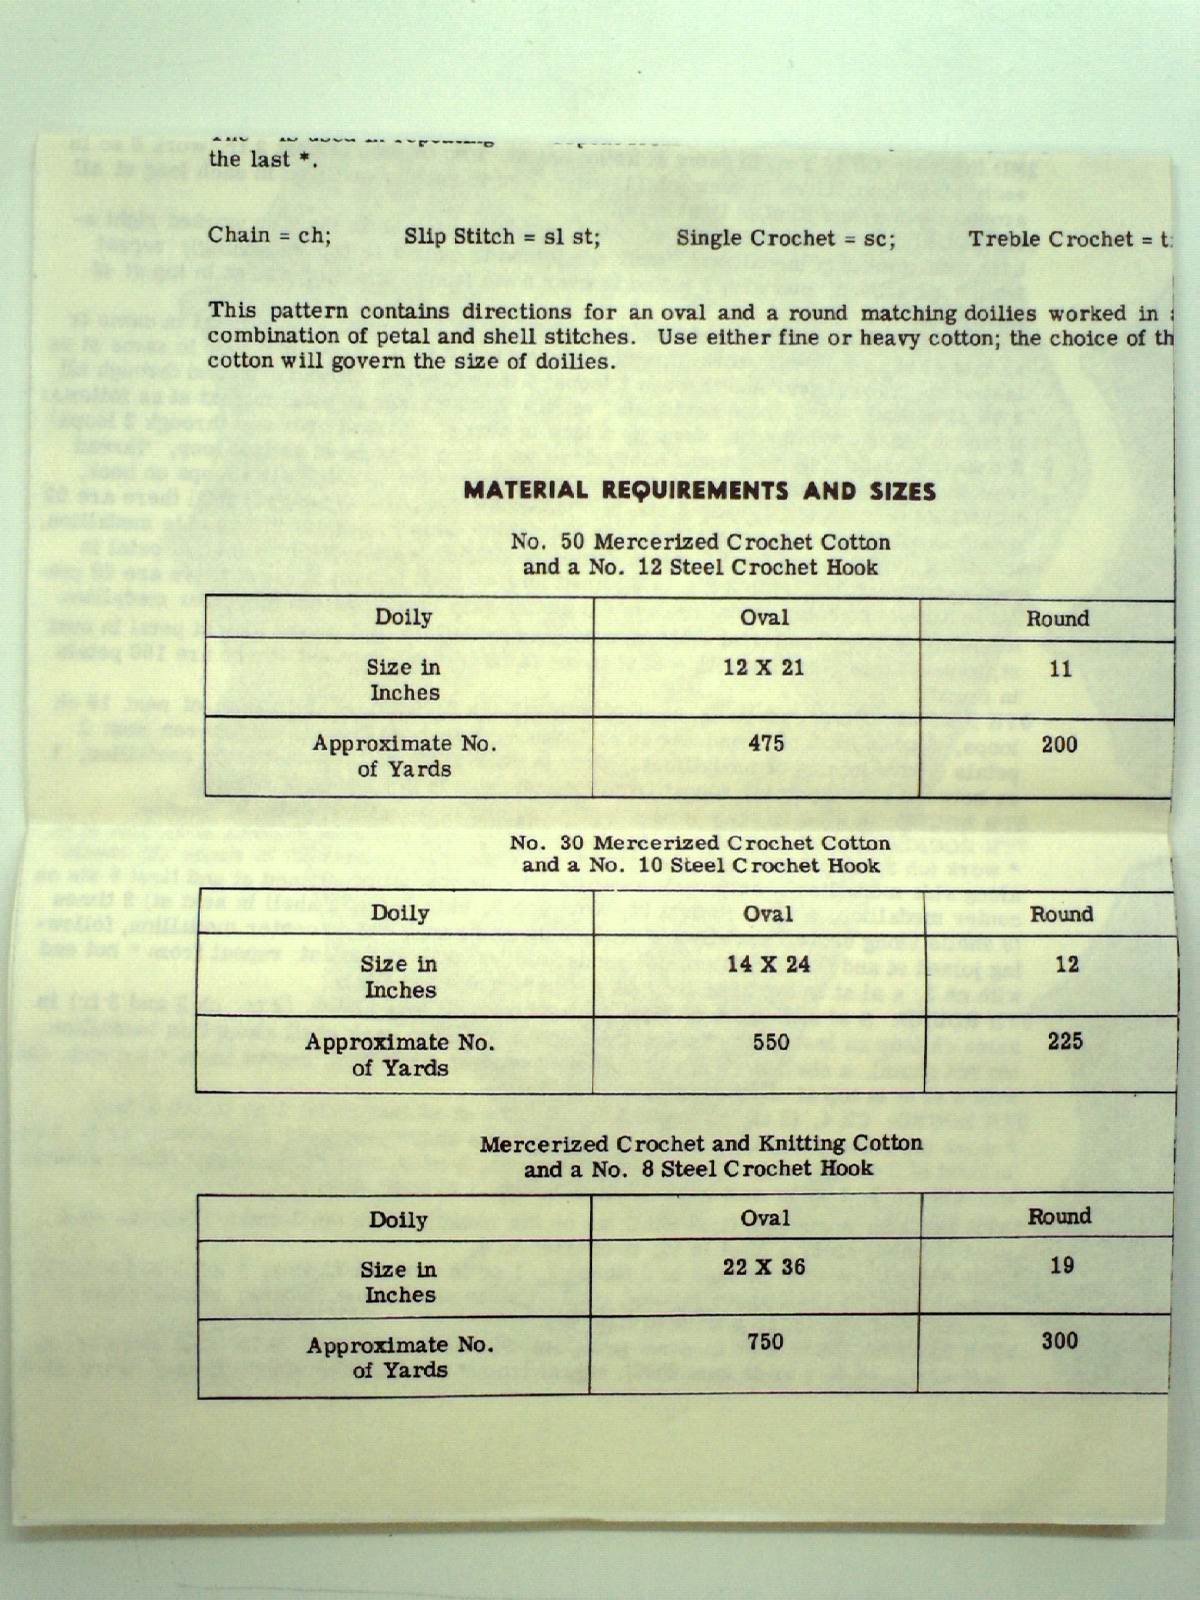 the last *.
Chain = ch; Slip Stitch = sl st; Single Crochet = sc; Treble Crochet =
This pattern contains directions for an oval and a round matching doilies worked in
combination of petal and shell stitches. Use either fine or heavy cotton; the choice of
cotton will govern the size of doilies.
MATERIAL REQUIREMENTS AND SIZES
No. 50 Mercerized Crochet Cotton
and a No. 12 Steel Crochet Hook
Doily Oval Round
Size in 12 X 21 11
Inches
Approximate No. 475 200
of Yards
No. 30 Mercerized Crochet Cotton
and a No. 10 Steel Crochet Hook
Doily Oval Round
Size in 14 X 24 12
Inches
Approximate No. 550 225
of Yards
Mercerized Crochet and Knitting Cotton
and a No. 8 Steel Crochet Hook
Doily Oval Round
Size in 22 X 36 19
Inches
Approximate No. 750 300
of Yards